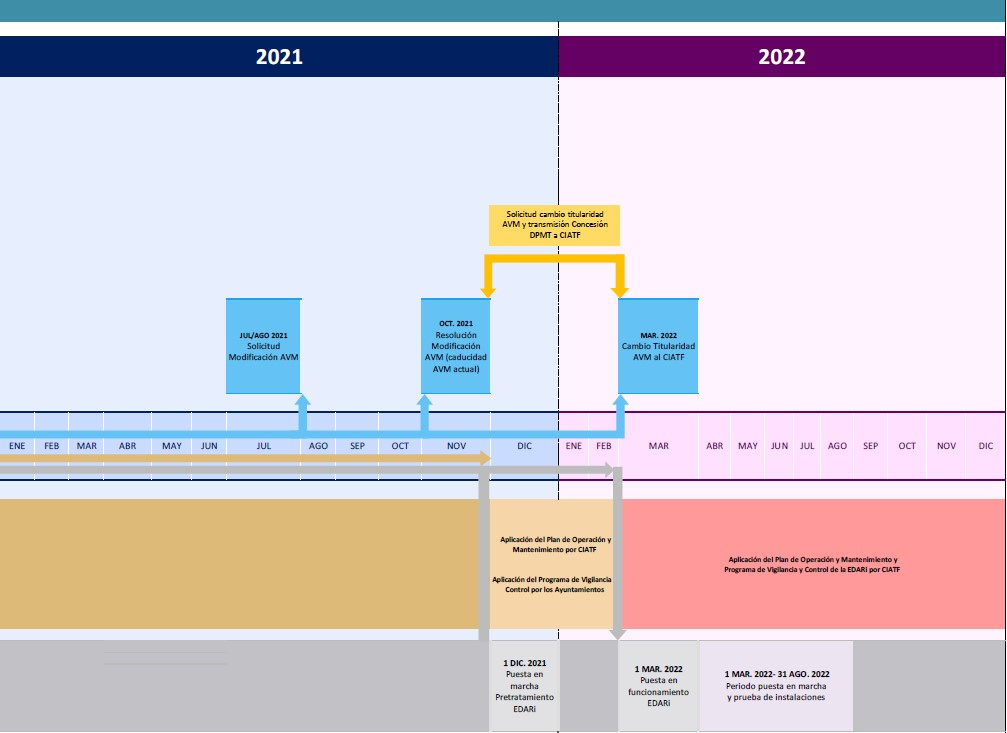 2021
2022
Solicitud cambio titularidad
AVM y transmisión Concesión
DPMT a CIATF
JUL/AGO 2021
Solicitud
Modificación AVM
OCT. 2021
Resolución
Modificación
AVM (caducidad
AVM actual)
MAR. 2022
Cambio Titularidad
AVM al CIATF
ENE FEB MAR ABR MAY JUN JUL AGO SEP OCT NOV DIC ENE FEB MAR ABR MAY JUN JUL AGO SEP OCT NOV DIC
Aplicación del Plan de Operación y
Mantenimiento por CIATF
Aplicación del Programa de Vigilancia
Control por los Ayuntamientos
Aplicación del Plan de Operación y Mantenimiento y
Programa de Vigilancia y Control de la EDARi por CIATF
1 DIC. 2021
Puesta en
marcha
Pretratamiento
EDARi
1 MAR. 2022
Puesta en
funcionamiento
EDARi
1 MAR. 2022- 31 AGO. 2022
Periodo puesta en marcha
y prueba de instalaciones